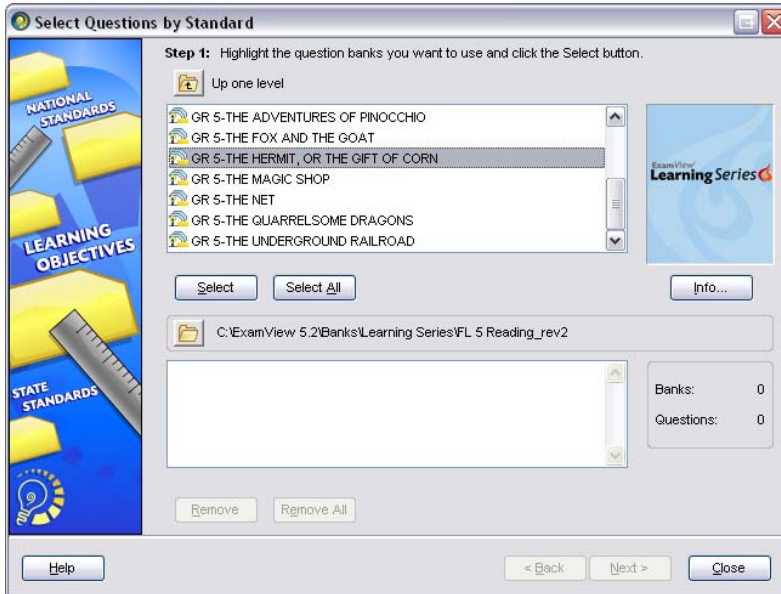 Select Questions by Standard
Step 1: Highlight the question banks you want to use and click the Select button.
Up one level
NATIONAL
STANDARDS
LEARNING
OBJECTIVES
STATE
STANDARDS
GR 5-THE ADVENTURES OF PINOCCHIO
GR 5-THE FOX AND THE GOAT
GR 5-THE HERMIT, OR THE GIFT OF CORN
GR 5-THE MAGIC SHOP
GR 5-THE NET
GR 5-THE QUARRELSOME DRAGONS
GR 5-THE UNDERGROUND RAILROAD
ExamView
Learning Series
Select
Select All
Info...
C:\ExamView 5.2\Banks\Learning Series\FL 5 Reading_rev2
Banks: 0
Questions: 0
Remove
Remove All
Help
< Back
Next >
Close